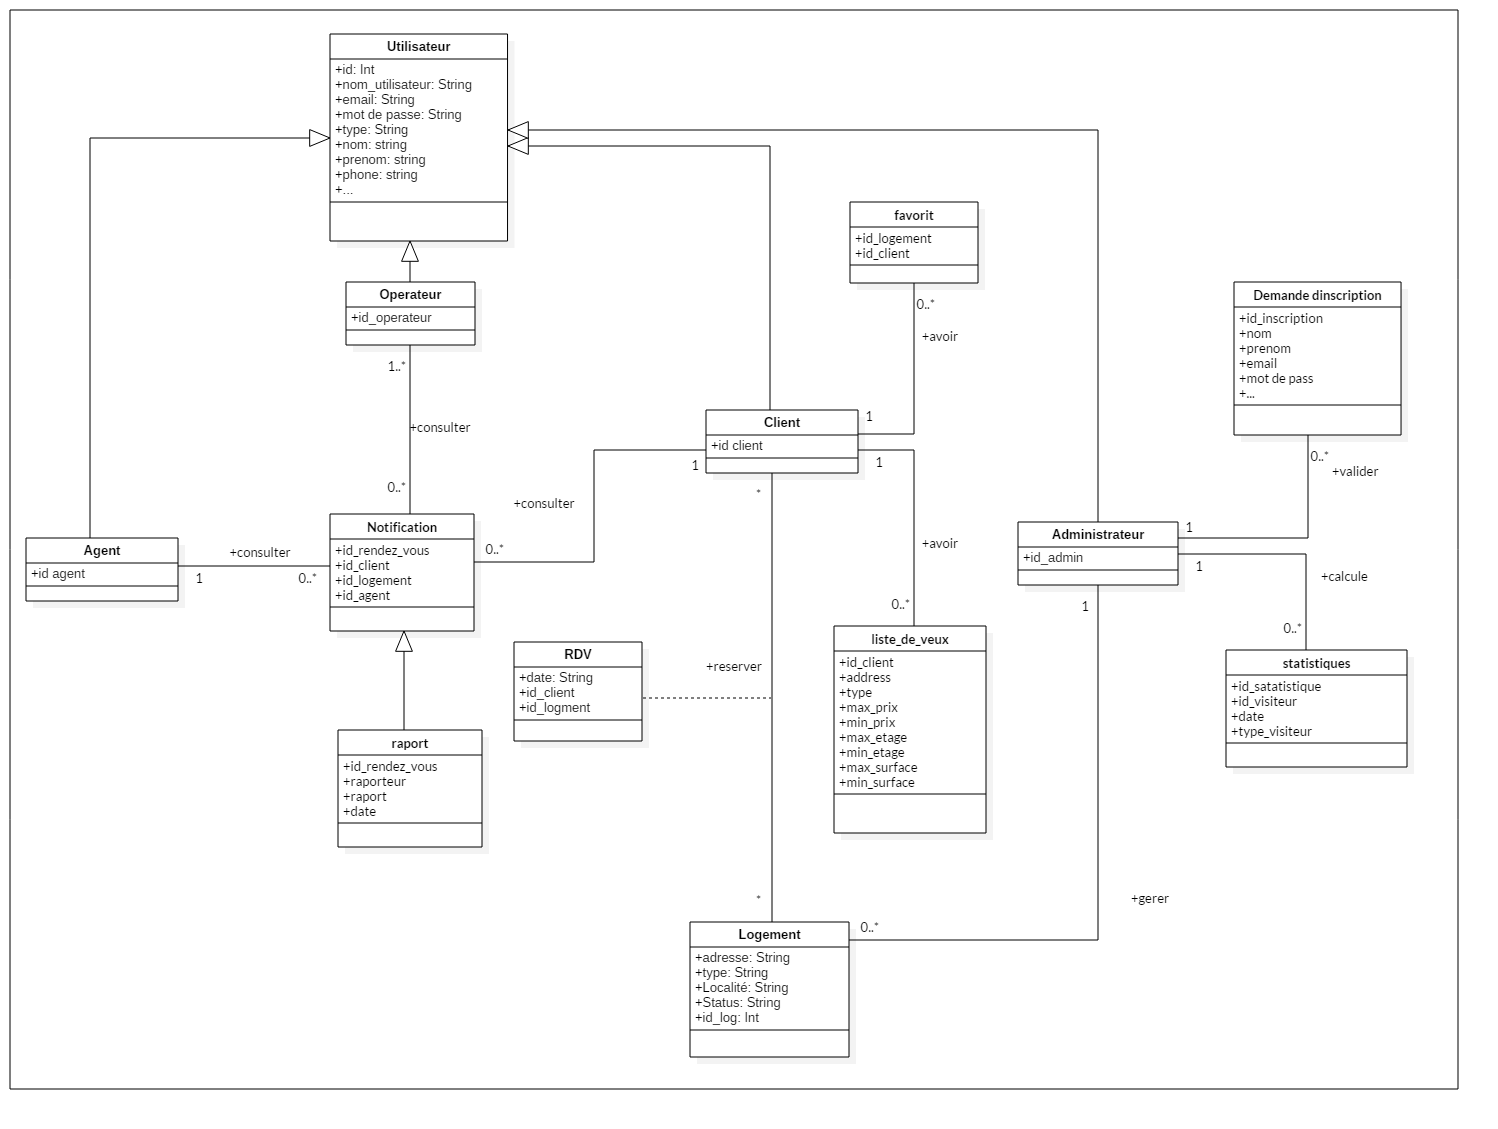 Utilisateur
+id: Int
+nom_utilisateur: String
+email: String
+mot de passe: String
+type: String
+nom: string
+prenom: string
+phone: string
+...
favorit
+id_logement
+id_client
0..*
+avoir
1
Operateur
+id_operateur
1..*
+consulter
0..*
Demande dinscription
+id_inscription
+nom
+prenom
+email
+mot de pass
+...
0..*
+valider
1
Client
+id client
1
1
*
+consulter
0..*
+avoir
0..*
Agent
+id agent
+consulter
1
0..*
Notification
+id_rendez_vous
+id_client
+id_logement
+id_agent
Administrateur
+id_admin
1
1
+calcule
0..*
RDV
+date: String
+id_client
+id_logment
+reserver
liste_de_veux
+id_client
+address
+type
+max_prix
+min_prix
+max_etage
+min_etage
+max_surface
+min_surface
statistiques
+id_satatistique
+id_visiteur
+date
+type_visiteur
raport
+id_rendez_vous
+raporteur
+raport
+date
*
0..*
+gerer
Logement
+adresse: String
+type: String
+Localité: String
+Status: String
+id_log: Int